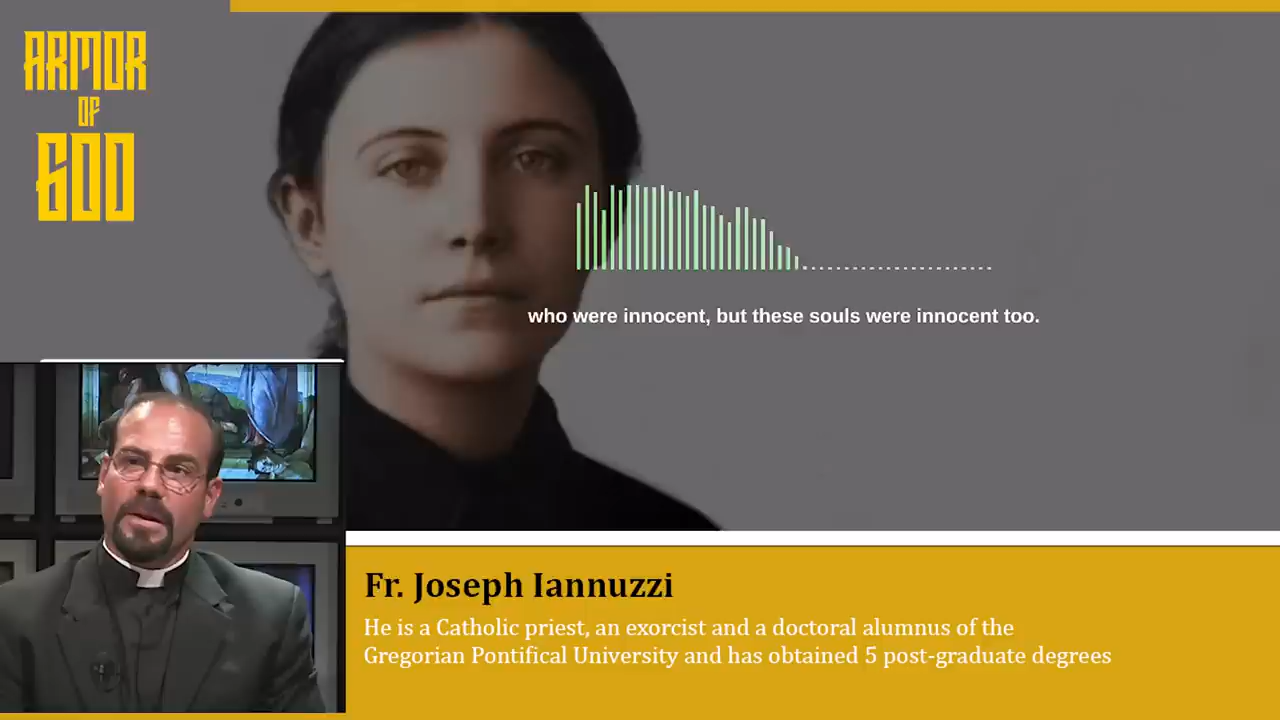 ARMOR
OF
GOD
who were innocent, but these souls were innocent too.
Fr. Joseph Iannuzzi
He is a Catholic priest, an exorcist and a doctoral alumnus of the
Gregorian Pontifical University and has obtained 5 post-graduate degrees